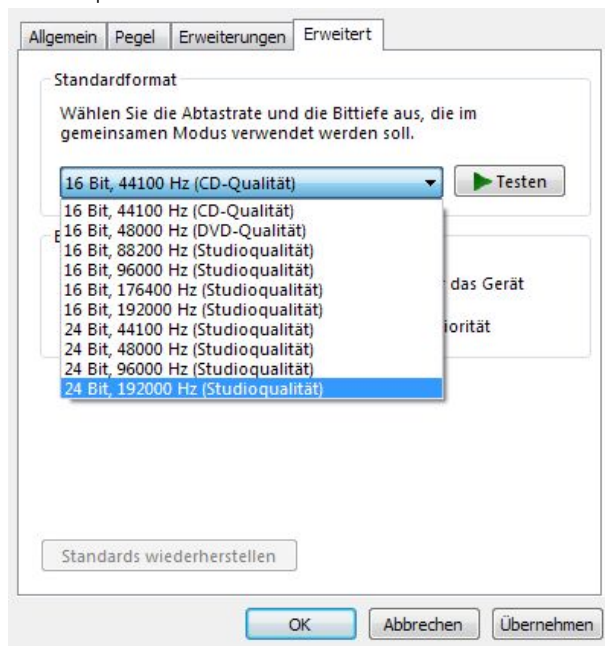 Allgemein Pegel Erweiterungen Erweitert
Standardformat
Wählen Sie die Abtastrate und die Bittiefe aus, die im
gemeinsamen Modus verwendet werden soll.
16 Bit, 44100 Hz (CD-Qualität) Testen
16 Bit, 44100 Hz (CD-Qualität)
16 Bit, 48000 Hz (DVD-Qualität)
16 Bit, 88200 Hz (Studioqualität)
16 Bit, 96000 Hz (Studioqualität)
16 Bit, 176400 Hz (Studioqualität)
das Gerät
16 Bit, 192000 Hz (Studioqualität)
24 Bit, 44100 Hz (Studioqualität)
iorität
24 Bit, 48000 Hz (Studioqualität)
24 Bit, 96000 Hz (Studioqualität)
24 Bit, 192000 Hz (Studioqualität)
Standards wiederherstellen
OK Abbrechen Übernehmen